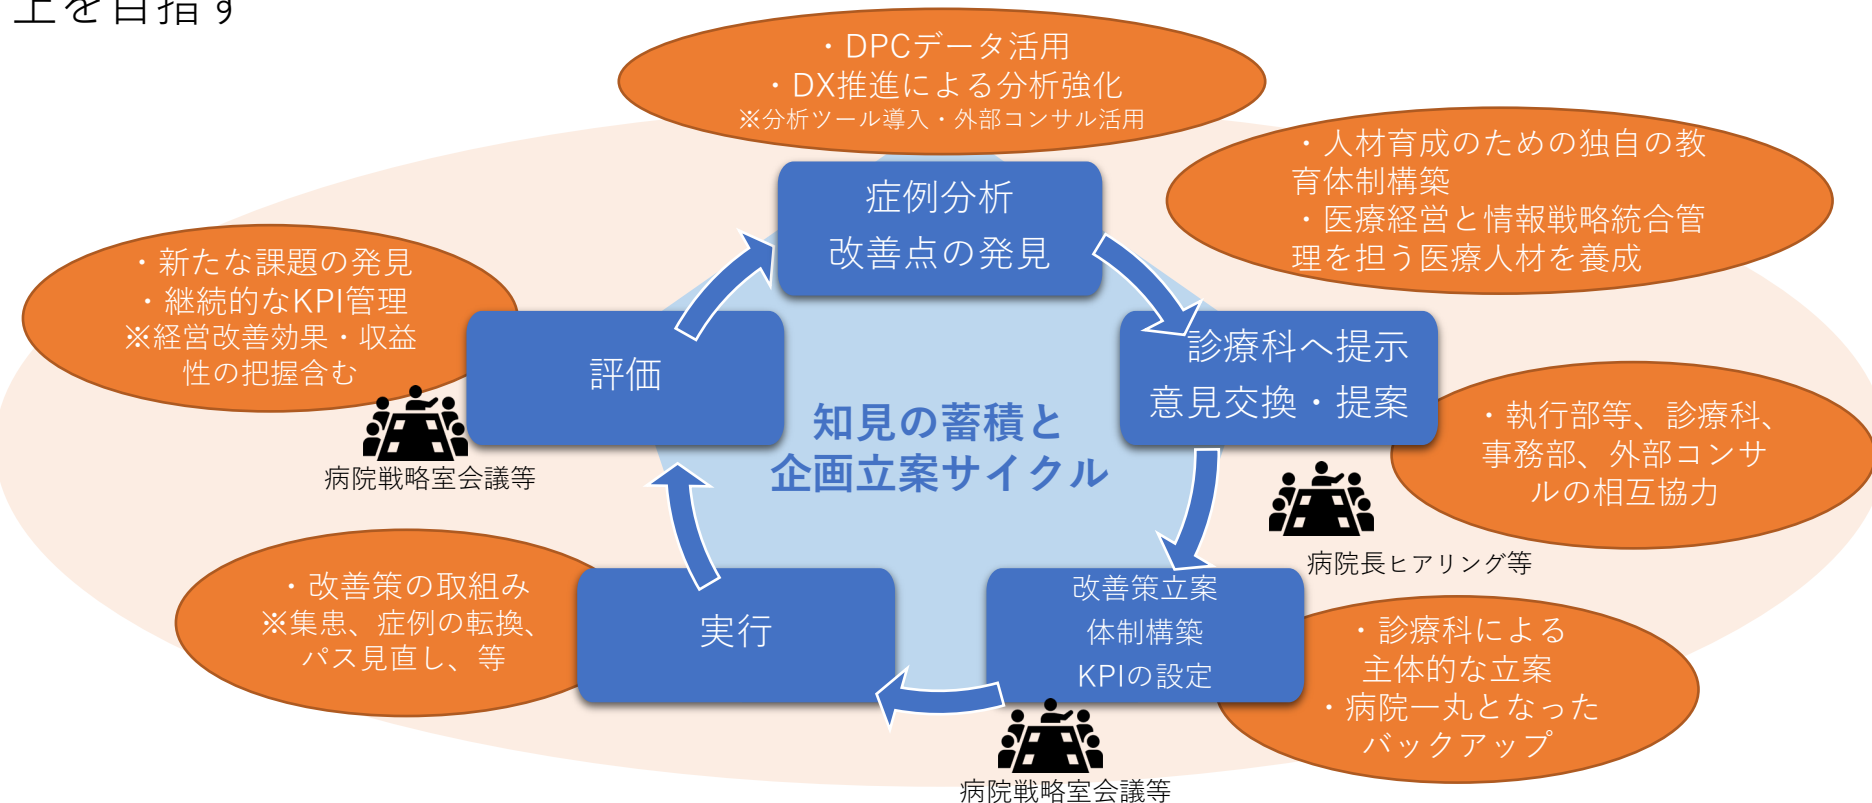 上を目指す
・DPCデータ活用
・DX推進による分析強化
※分析ツール導入・外部コンサル活用
症例分析
改善点の発見
・人材育成のための独自の教
育体制構築
・医療経営と情報戦略統合管
理を担う医療人材を養成
診療科へ提示
意見交換・提案
・執行部等、診療科、
事務部、外部コンサ
ルの相互協力
病院長ヒアリング等
改善策立案
体制構築
KPIの設定
・診療科による
主体的な立案
・病院一丸となった
バックアップ
病院戦略室会議等
実行
・改善策の取組み
※集患、症例の転換、
パス見直し、等
評価
・新たな課題の発見
・継続的なKPI管理
※経営改善効果・収益
性の把握含む
病院戦略室会議等
知見の蓄積と
企画立案サイクル